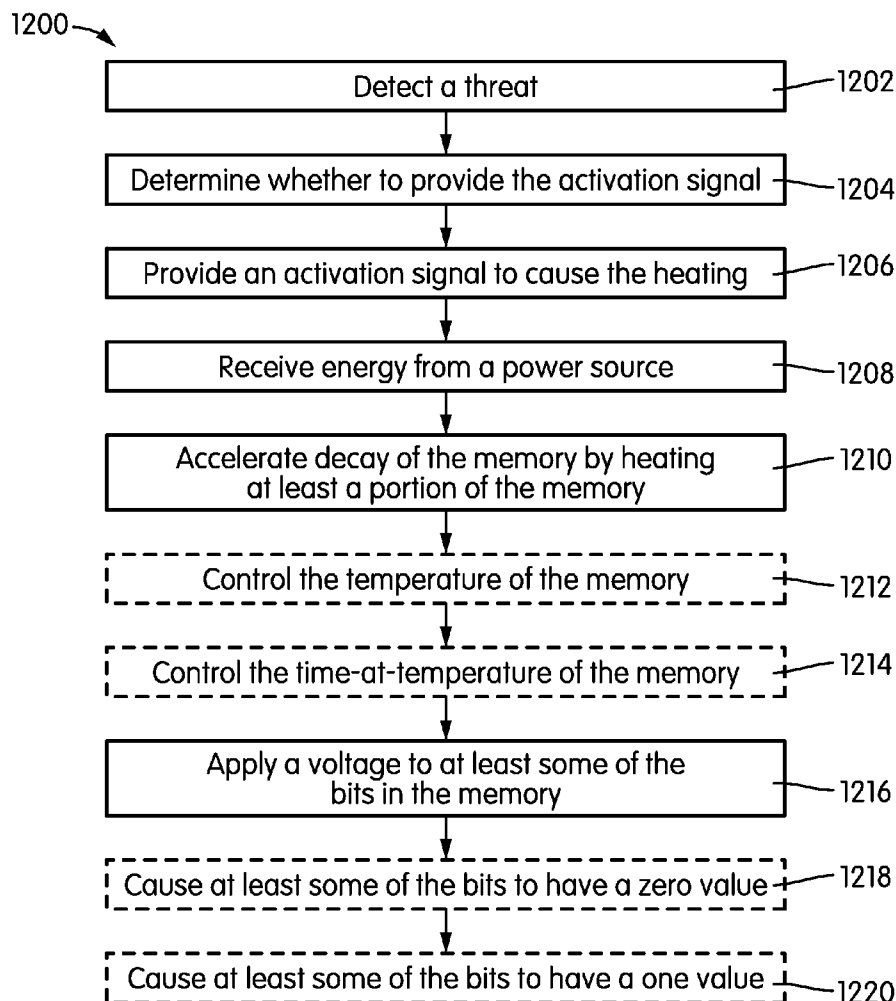 1200
Detect a threat
1202
Determine whether to provide the activation signal
1204
Provide an activation signal to cause the heating
1206
Receive energy from a power source
1208
Accelerate decay of the memory by heating
at least a portion of the memory
1210
Control the temperature of the memory
1212
Control the time-at-temperature of the memory
1214
Apply a voltage to at least some of the
bits in the memory
1216
Cause at least some of the bits to have a zero value
1218
Cause at least some of the bits to have a one value
1220